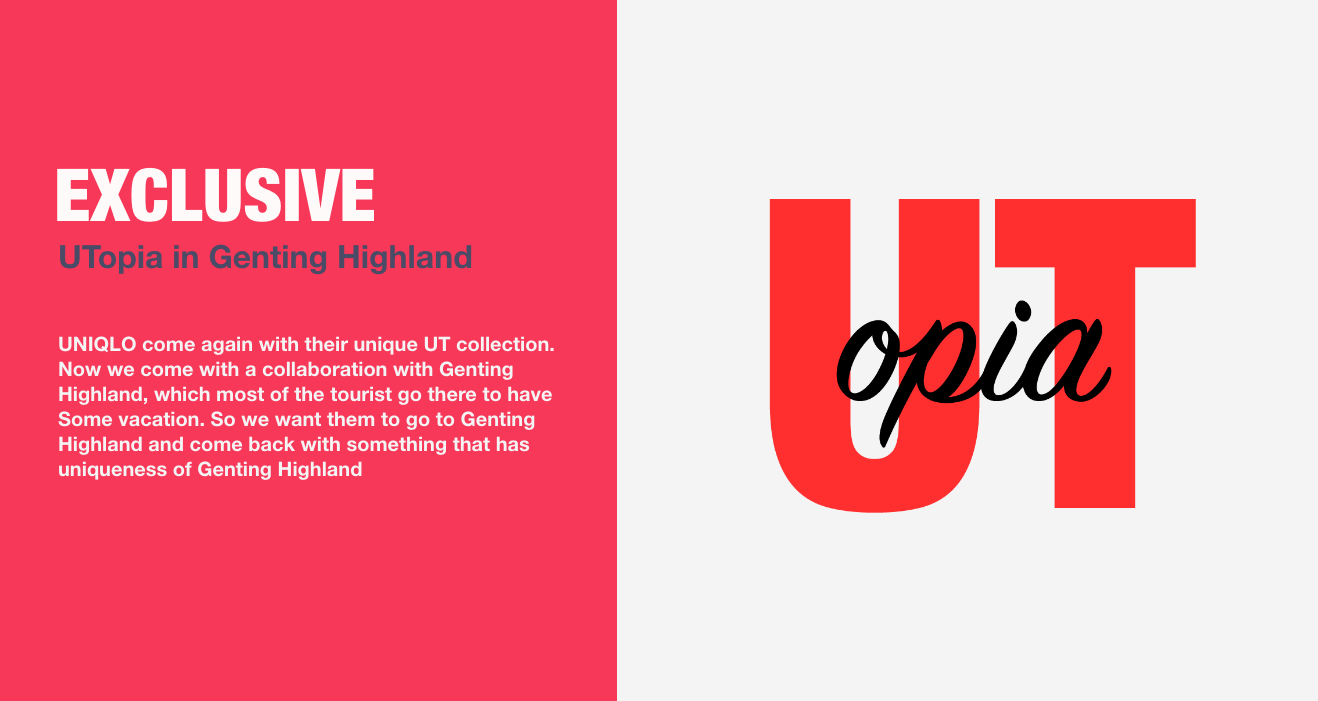 EXCLUSIVE
UTopia in Genting Highland
UNIQLO come again with their unique UT collection.
Now we come with a collaboration with Genting
Highland, which most of the tourist go there to have
Some vacation. So we want them to go to Genting
Highland and come back with something that has
uniqueness of Genting Highland
UT
opia